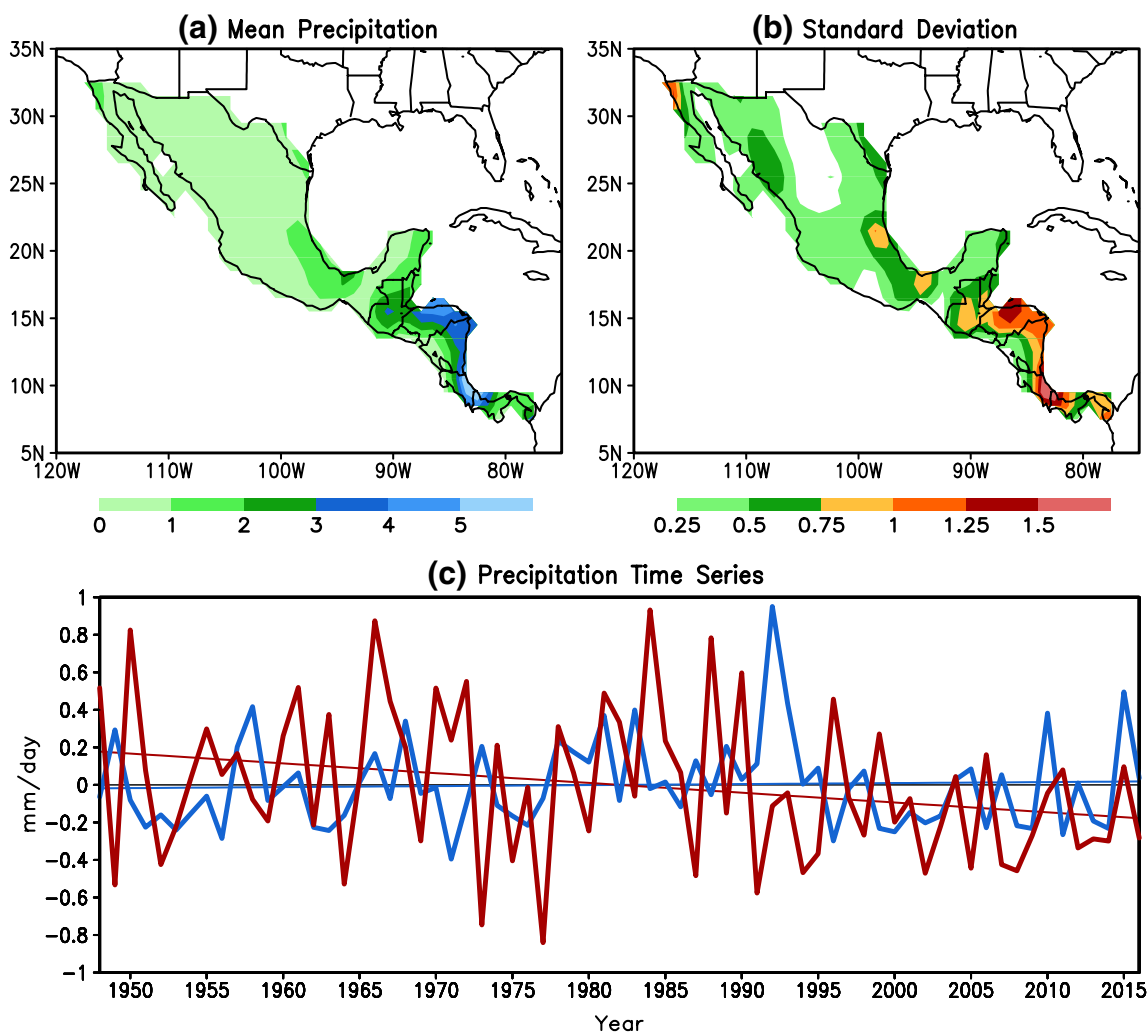 (a) Mean Precipitation
(b) Standard Deviation
35N
30N
25N
20N
15N
10N
5N
120W 110W 100W 90W 80W
0 1 2 3 4 5
35N
30N
25N
20N
15N
10N
5N
120W 110W 100W 90W 80W
0.25 0.5 0.75 1 1.25 1.5
(c) Precipitation Time Series
mm/day
1
0.8
0.6
0.4
0.2
0
-0.2
-0.4
-0.6
-0.8
-1
1950 1955 1960 1965 1970 1975 1980 1985 1990 1995 2000 2005 2010 2015
Year